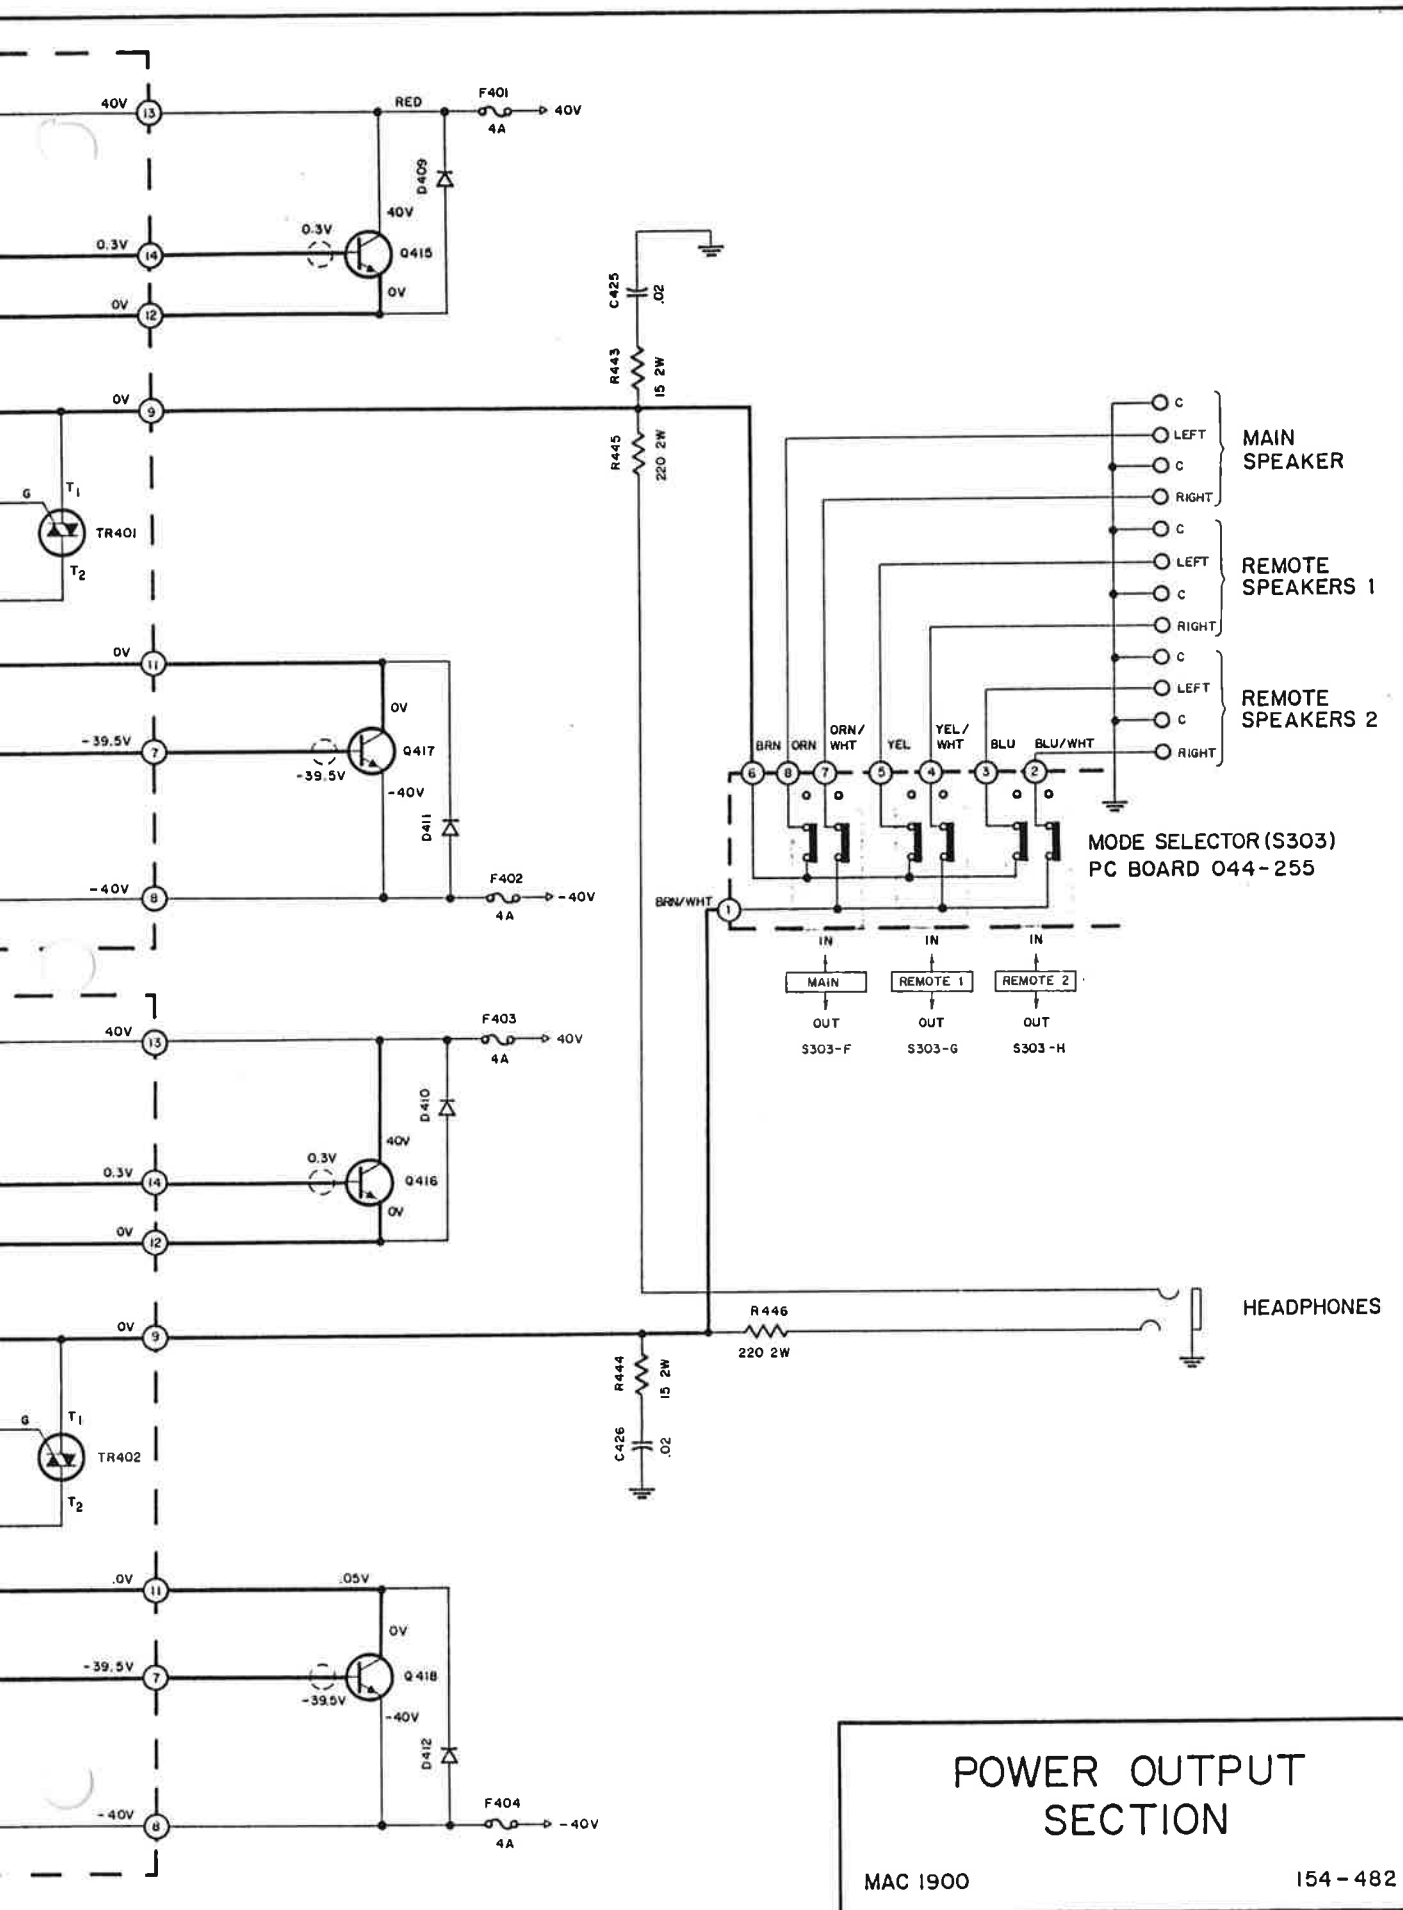 40V
13
RED
F401
4A
40V
D409
40V
0.3V
14
0.3V
Q415
0V
0V
12
C425
.02
R443
15 2W
0V
9
R445
220 2W
G
T1
TR401
T2
C
LEFT
C
RIGHT
MAIN
SPEAKER
C
LEFT
C
RIGHT
REMOTE
SPEAKERS 1
C
LEFT
C
RIGHT
REMOTE
SPEAKERS 2
0V
11
0V
-39.5V
7
-39.5V
Q417
-40V
D411
-40V
8
F402
4A
-40V
BRN
ORN
ORN/
WHT
YEL
YEL/
WHT
BLU
BLU/WHT
6
8
7
5
4
3
2
MODE SELECTOR (S303)
PC BOARD 044-255
BRN/WHT
1
IN
IN
IN
MAIN
REMOTE 1
REMOTE 2
OUT
OUT
OUT
S303-F
S303-G
S303-H
40V
13
F403
4A
40V
D410
40V
0.3V
14
0.3V
Q416
0V
0V
12
HEADPHONES
0V
9
R446
220 2W
R444
15 2W
C426
.02
G
T1
TR402
T2
.0V
11
.05V
0V
-39.5V
7
-39.5V
Q418
-40V
D412
-40V
8
F404
4A
-40V
POWER OUTPUT
SECTION
MAC 1900
154-482